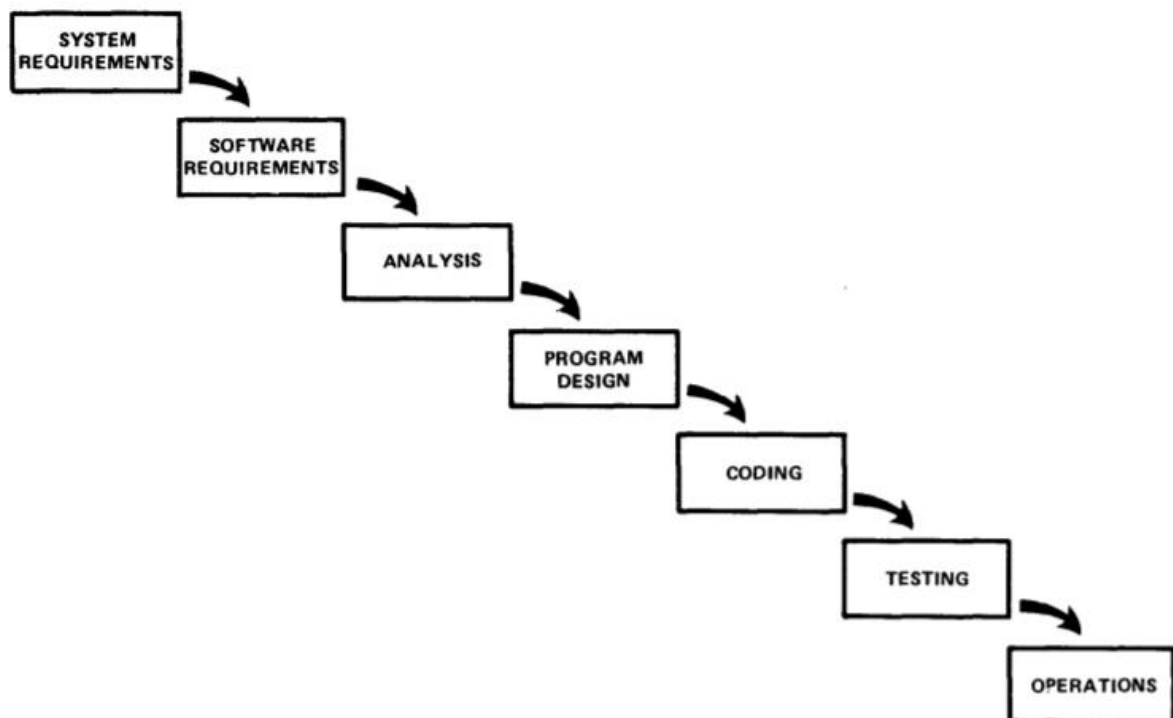 SYSTEM
REQUIREMENTS
SOFTWARE
REQUIREMENTS
ANALYSIS
PROGRAM
DESIGN
CODING
TESTING
OPERATIONS